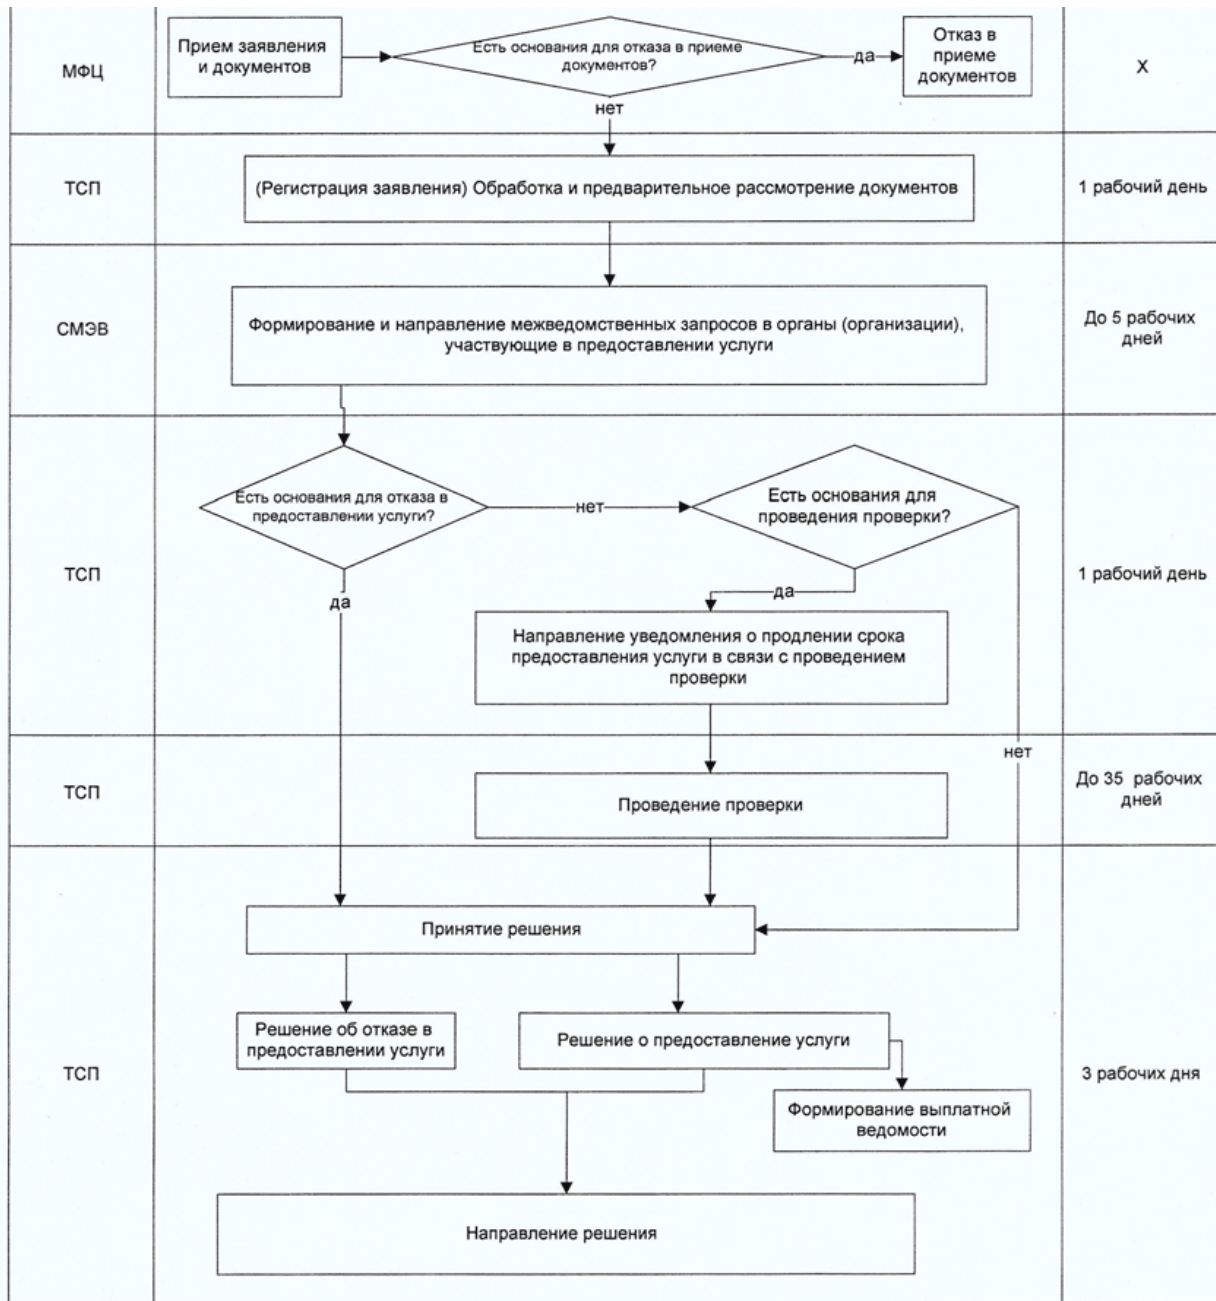 МФЦ
Прием заявления
и документов
Есть основания для отказа в приеме
документов?
да
Отказ в
приеме
документов
X
нет
ТСП
(Регистрация заявления) Обработка и предварительное рассмотрение документов
1 рабочий день
СМЭВ
Формирование и направление межведомственных запросов в органы (организации),
участвующие в предоставлении услуги
До 5 рабочих
дней
ТСП
Есть основания для отказа в
предоставлении услуги?
нет
Есть основания для
проведения проверки?
1 рабочий день
да
да
Направление уведомления о продлении срока
предоставления услуги в связи с проведением
проверки
нет
ТСП
Проведение проверки
До 35 рабочих
дней
Принятие решения
ТСП
Решение об отказе в
предоставлении услуги
Решение о предоставление услуги
3 рабочих дня
Формирование выплатной
ведомости
Направление решения